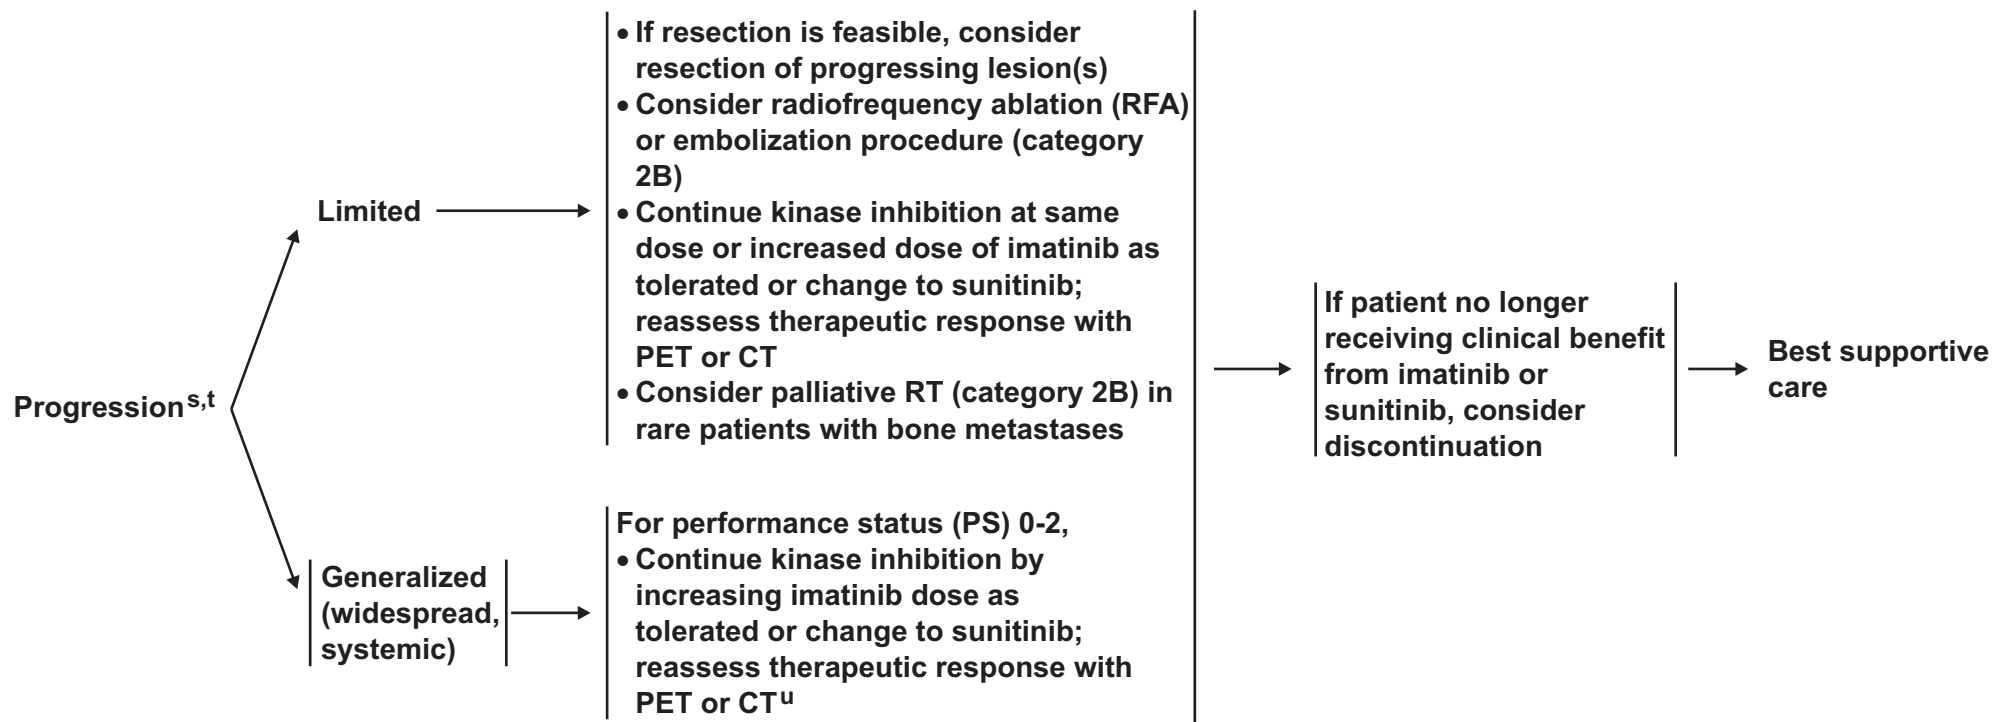 Progression s,t
Limited
• If resection is feasible, consider
resection of progressing lesion(s)
• Consider radiofrequency ablation (RFA)
or embolization procedure (category
2B)
• Continue kinase inhibition at same
dose or increased dose of imatinib as
tolerated or change to sunitinib;
reassess therapeutic response with
PET or CT
• Consider palliative RT (category 2B) in
rare patients with bone metastases
Generalized
(widespread,
systemic)
For performance status (PS) 0-2,
• Continue kinase inhibition by
increasing imatinib dose as
tolerated or change to sunitinib;
reassess therapeutic response with
PET or CT u
If patient no longer
receiving clinical benefit
from imatinib or
sunitinib, consider
discontinuation
Best supportive
care